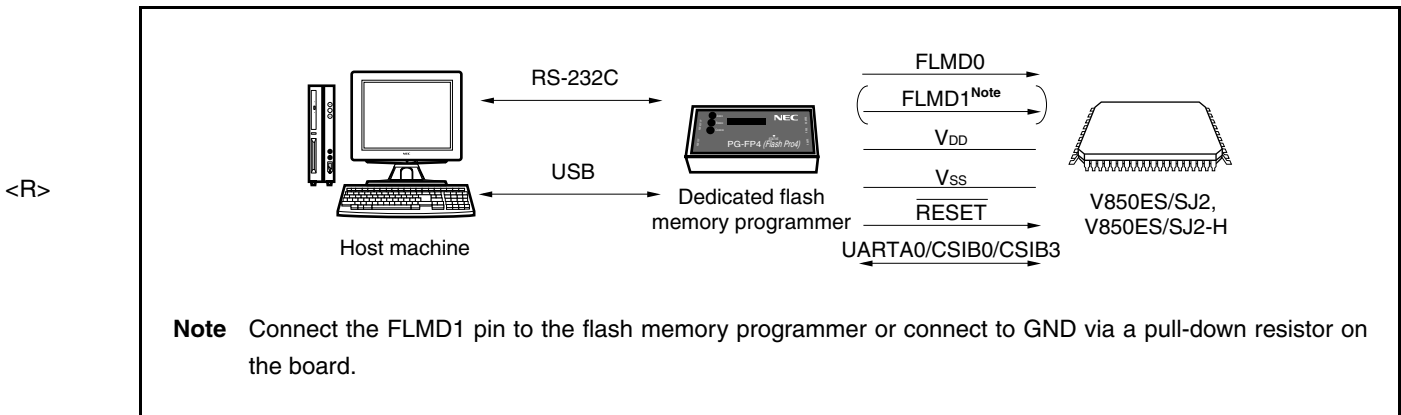 <R>
RS-232C
USB
Host machine
NEC
PG-FP4 (Flash Pro4)
Dedicated flash
memory programmer
FLMD0
FLMD1Note
VDD
VSS
RESET
UARTA0/CSIB0/CSIB3
V850ES/SJ2,
V850ES/SJ2-H
Note Connect the FLMD1 pin to the flash memory programmer or connect to GND via a pull-down resistor on
the board.